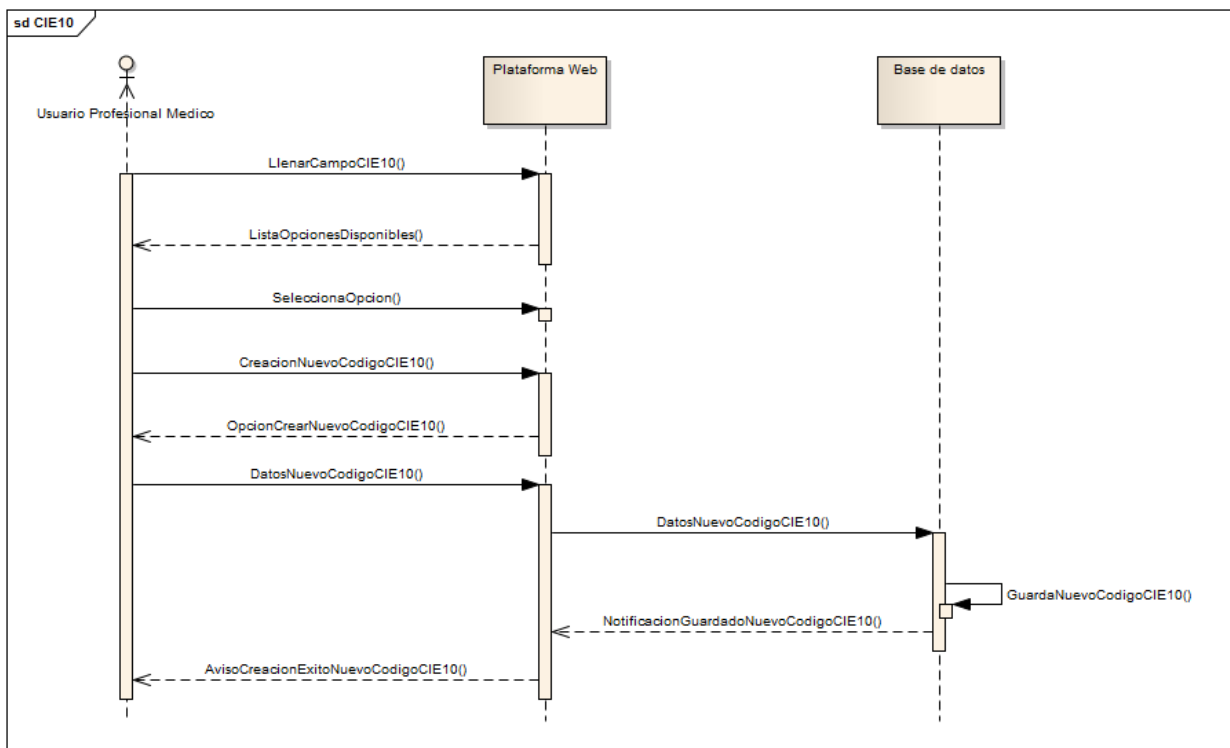 sd CIE10
Usuario Profesional Medico
Plataforma Web
Base de datos
LlenarCampoCIE10()
ListaOpcionesDisponibles()
SeleccionaOpcion()
CreacionNuevoCodigoCIE10()
OpcionCrearNuevoCodigoCIE10()
DatosNuevoCodigoCIE10()
DatosNuevoCodigoCIE10()
GuardaNuevoCodigoCIE10()
NotificacionGuardadoNuevoCodigoCIE10()
AvisoCreacionExitoNuevoCodigoCIE10()